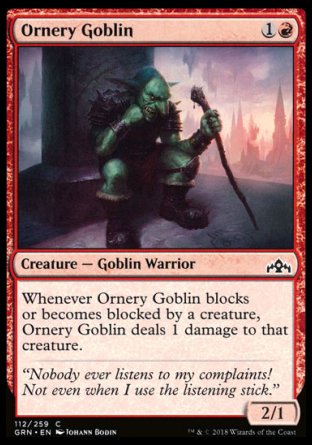 Ornery Goblin 1
Creature — Goblin Warrior
Whenever Ornery Goblin blocks
or becomes blocked by a creature,
Ornery Goblin deals 1 damage to that
creature.
“Nobody ever listens to my complaints!
Not even when I use the listening stick.”
2/1
112/259 C
GRN • EN Johann Bodin
™ & © 2018 Wizards of the Coast